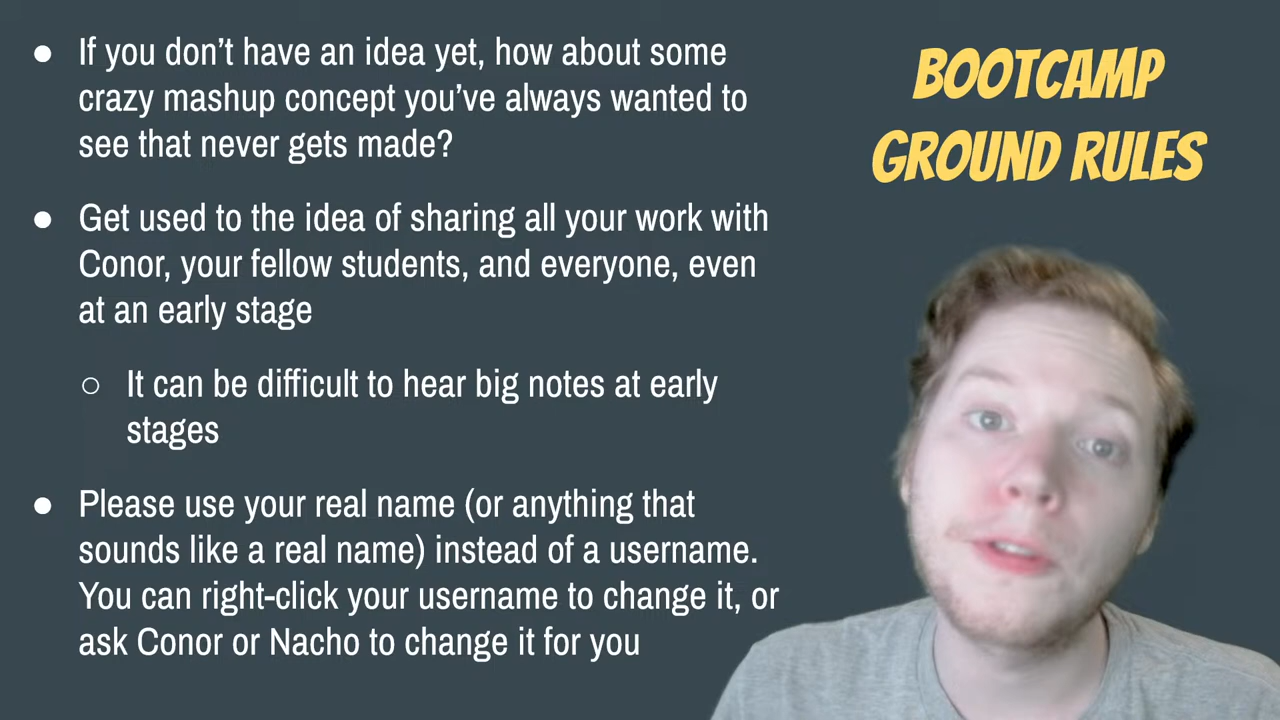 ● If you don’t have an idea yet, how about some
crazy mashup concept you’ve always wanted to
see that never gets made?
● Get used to the idea of sharing all your work with
Conor, your fellow students, and everyone, even
at an early stage
○ It can be difficult to hear big notes at early
stages
● Please use your real name (or anything that
sounds like a real name) instead of a username.
You can right-click your username to change it, or
ask Conor or Nacho to change it for you
BOOTCAMP
GROUND RULES